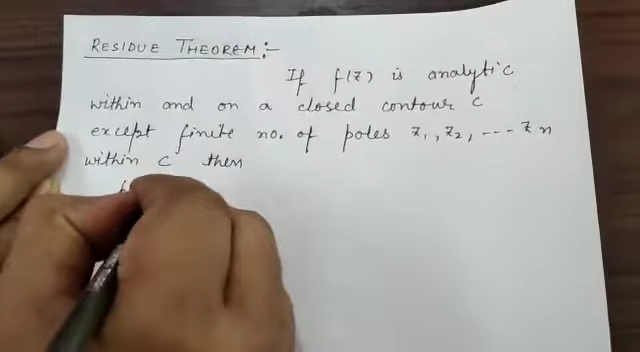 RESIDUE THEOREM:-
If f(z) is analytic
within and on a closed contour C
except finite no. of poles z₁, z₂, --- zn
within C then